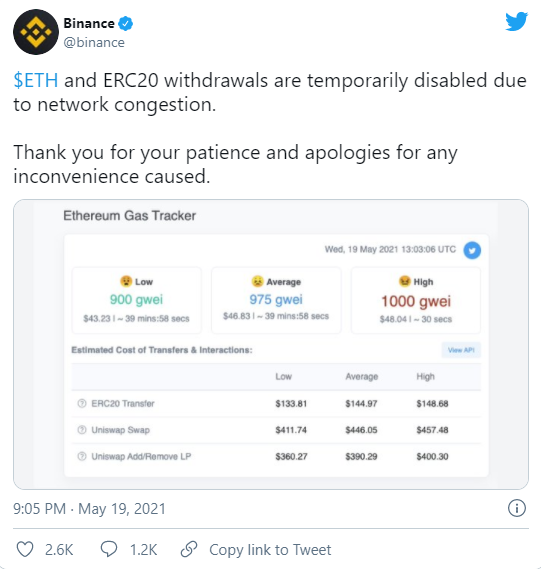 Binance
@binance
$ETH and ERC20 withdrawals are temporarily disabled due
to network congestion.
Thank you for your patience and apologies for any
inconvenience caused.
Ethereum Gas Tracker
Wed, 19 May 2021 13:03:06 UTC
Low
900 gwei
$43.23 | ~ 39 mins:58 secs
Average
975 gwei
$46.83 | ~ 39 mins:58 secs
High
1000 gwei
$48.04 | ~ 30 secs
Estimated Cost of Transfers & Interactions:
View API
Low Average High
ERC20 Transfer $133.81 $144.97 $148.68
Uniswap Swap $411.74 $446.05 $457.48
Uniswap Add/Remove LP $360.27 $390.29 $400.30
9:05 PM · May 19, 2021
2.6K 1.2K Copy link to Tweet